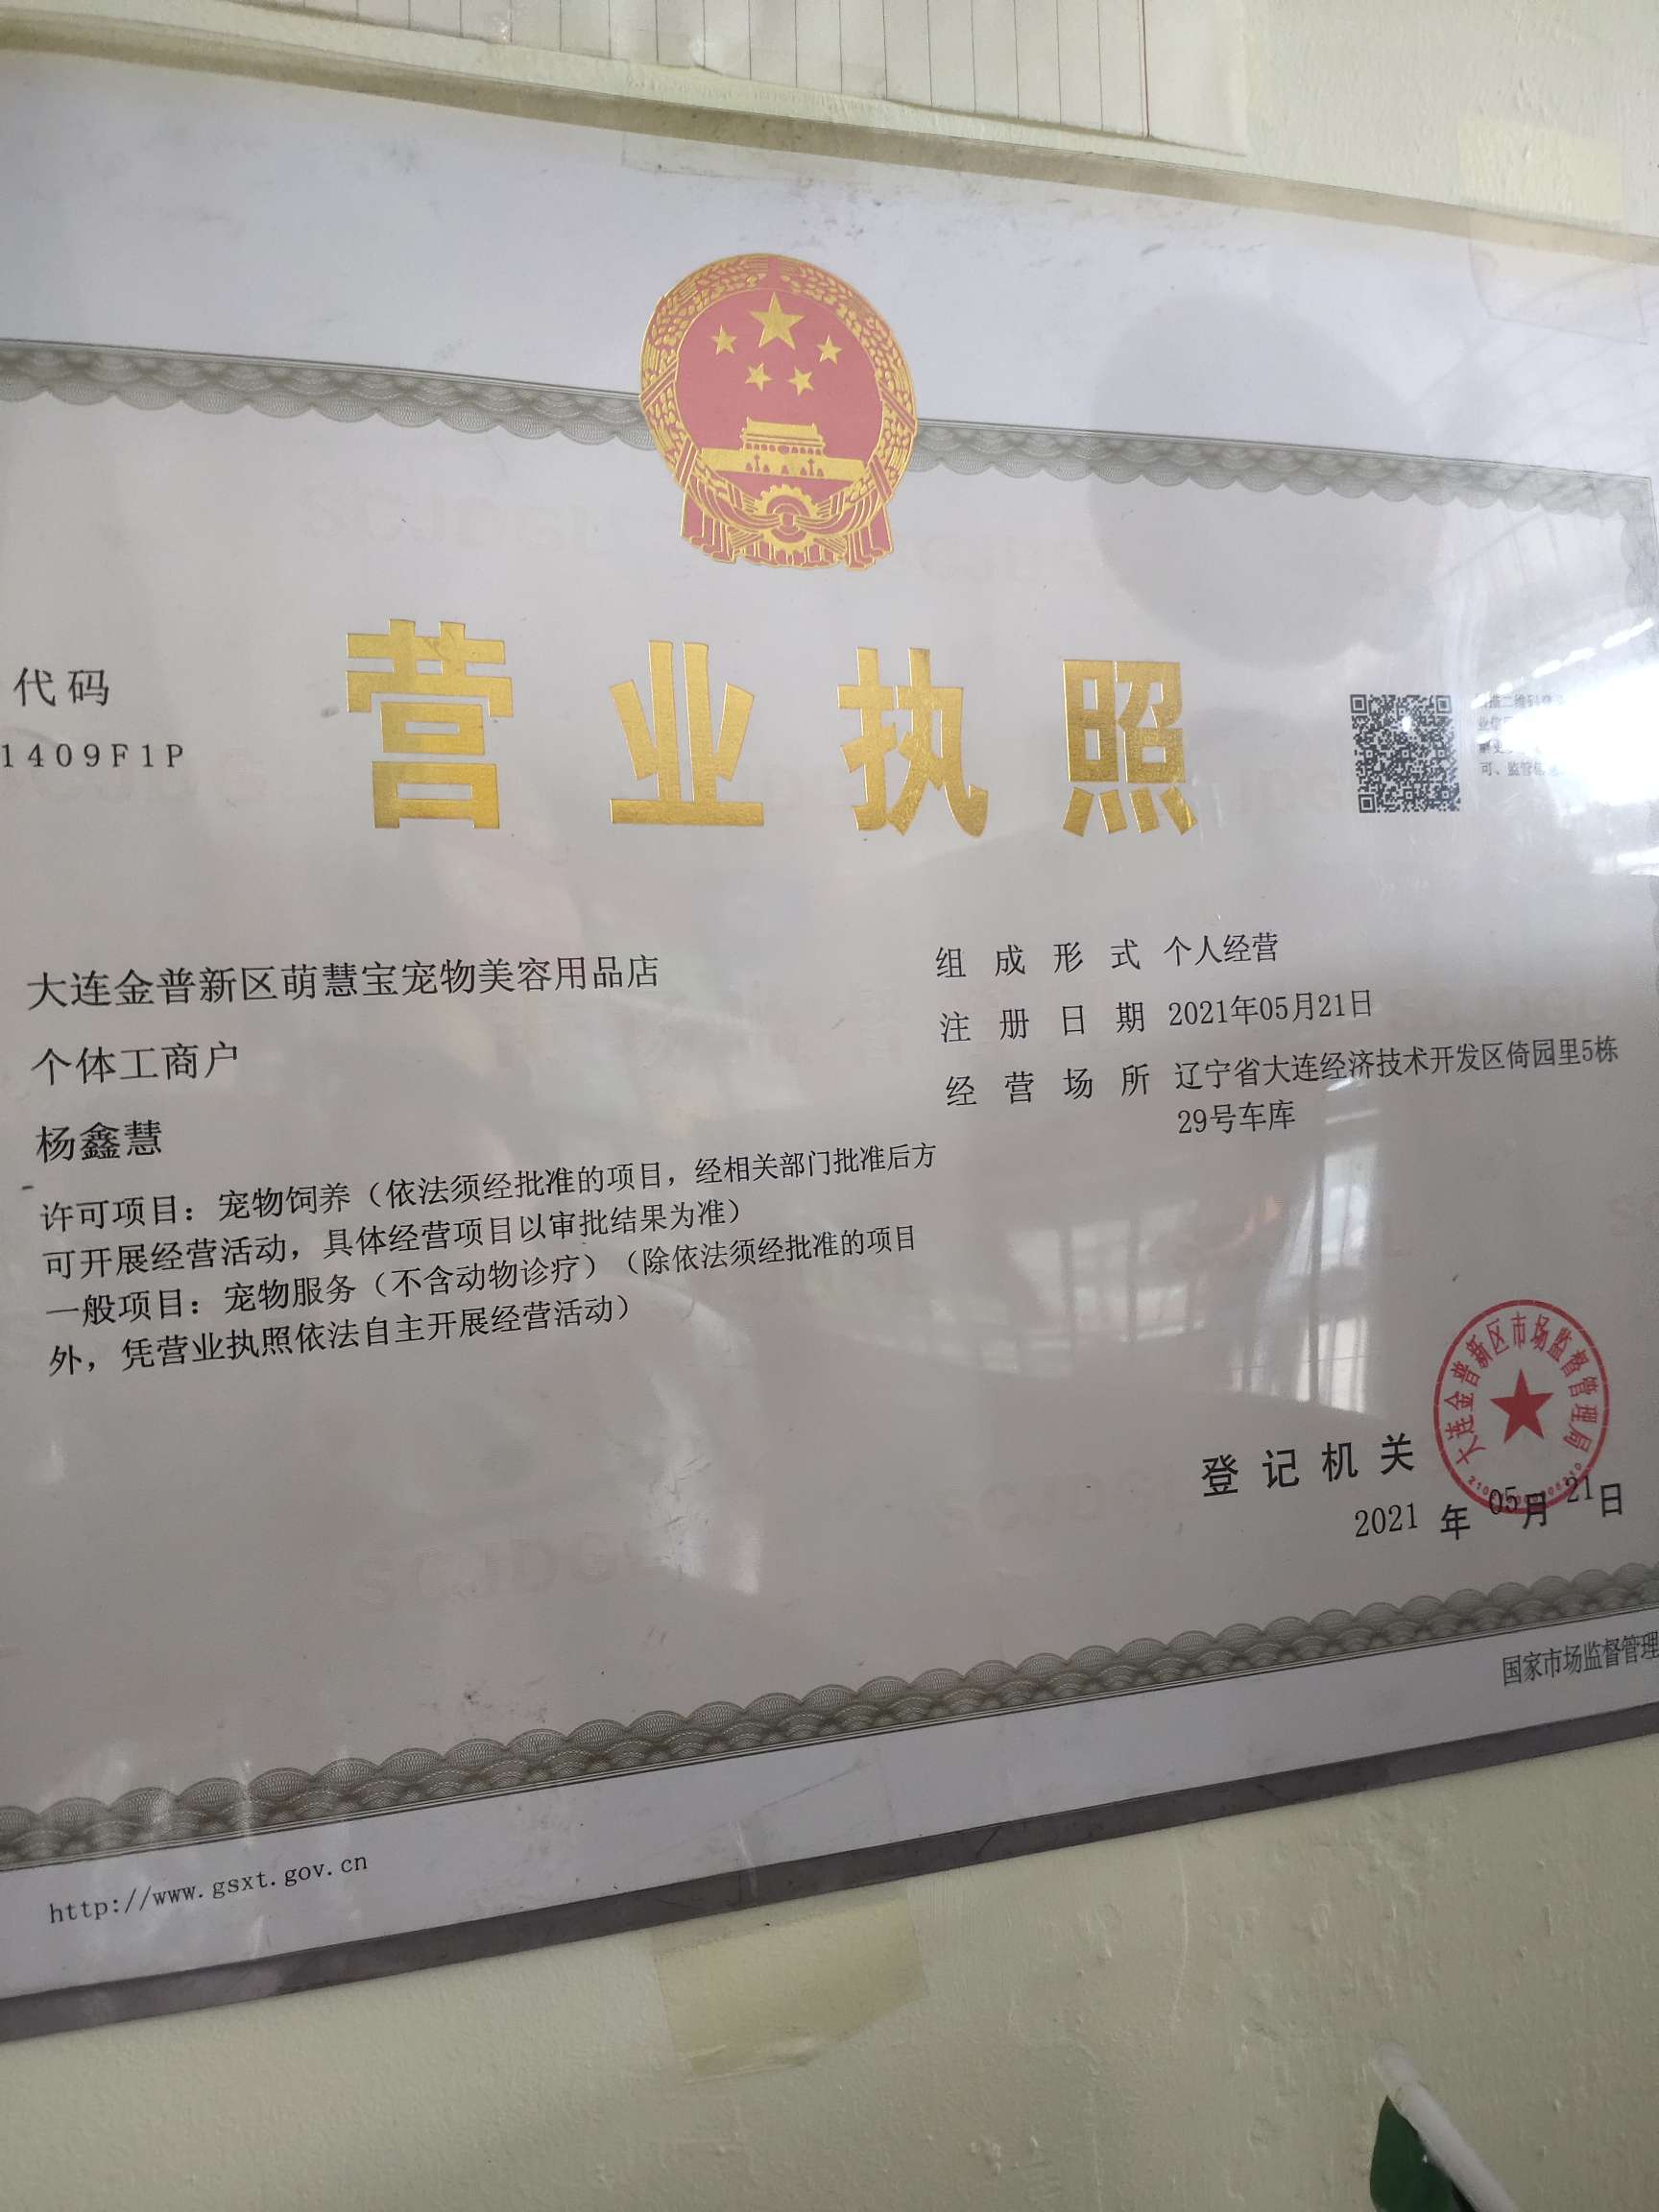 营业执照
代码
1409F1P
大连金普新区萌慧宝宠物美容用品店
个体工商户
杨鑫慧
许可项目：宠物饲养（依法须经批准的项目，经相关部门批准后方
可开展经营活动，具体经营项目以审批结果为准）
一般项目：宠物服务（不含动物诊疗）（除依法须经批准的项目
外，凭营业执照依法自主开展经营活动）
组成形式 个人经营
注册日期 2021年05月21日
经营场所 辽宁省大连经济技术开发区倚园里5栋
29号车库
大连金普新区市场监督管理局
登记机关
2021 年 05月 21日
国家市场监督管理
http://www.gsxt.gov.cn